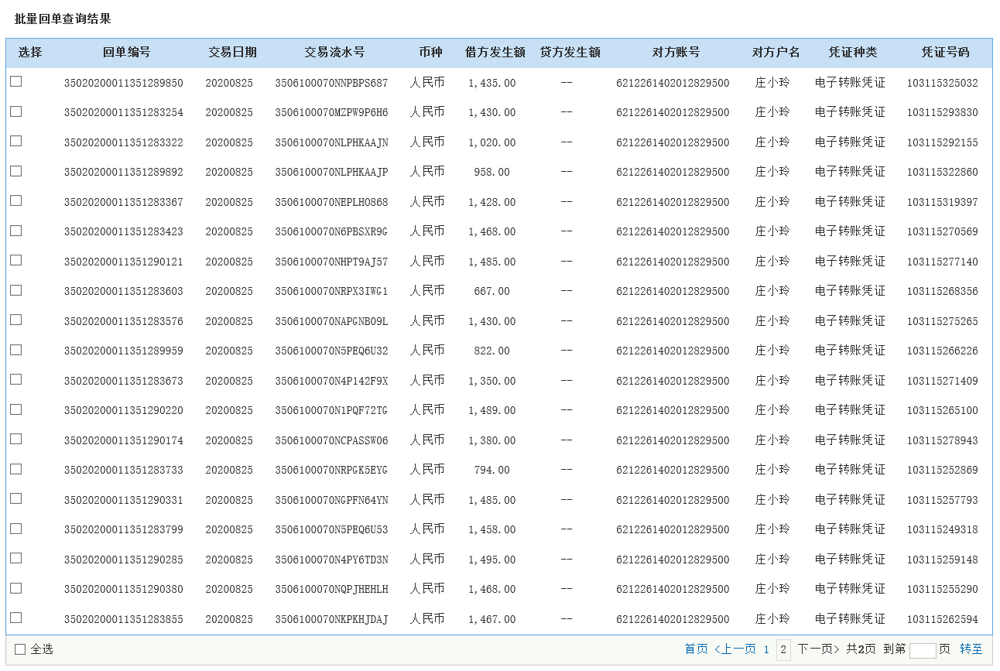 批量回单查询结果
选择 回单编号 交易日期 交易流水号 币种 借方发生额 贷方发生额 对方账号 对方户名 凭证种类 凭证号码
35020200011351289850 20200825 3506100070NNPBPS687 人民币 1,435.00 -- 6212261402012829500 庄小玲 电子转账凭证 103115325032
35020200011351283254 20200825 3506100070MZPW9P6H6 人民币 1,430.00 -- 6212261402012829500 庄小玲 电子转账凭证 103115293830
35020200011351283322 20200825 3506100070NLPHKAAJN 人民币 1,020.00 -- 6212261402012829500 庄小玲 电子转账凭证 103115292155
35020200011351289892 20200825 3506100070NLPHKAAJP 人民币 958.00 -- 6212261402012829500 庄小玲 电子转账凭证 103115322860
35020200011351283367 20200825 3506100070NEPLHO868 人民币 1,428.00 -- 6212261402012829500 庄小玲 电子转账凭证 103115319397
35020200011351283423 20200825 3506100070N6PBSXR9G 人民币 1,468.00 -- 6212261402012829500 庄小玲 电子转账凭证 103115270569
35020200011351290121 20200825 3506100070NHPT9AJ57 人民币 1,485.00 -- 6212261402012829500 庄小玲 电子转账凭证 103115277140
35020200011351283603 20200825 3506100070NRPX3IWG1 人民币 667.00 -- 6212261402012829500 庄小玲 电子转账凭证 103115268356
35020200011351283576 20200825 3506100070NAPGNBO9L 人民币 1,430.00 -- 6212261402012829500 庄小玲 电子转账凭证 103115275265
35020200011351289959 20200825 3506100070N5PEQ6U32 人民币 822.00 -- 6212261402012829500 庄小玲 电子转账凭证 103115266226
35020200011351283673 20200825 3506100070N4P142F9X 人民币 1,350.00 -- 6212261402012829500 庄小玲 电子转账凭证 103115271409
35020200011351290220 20200825 3506100070N1PQF72TG 人民币 1,489.00 -- 6212261402012829500 庄小玲 电子转账凭证 103115265100
35020200011351290174 20200825 3506100070NCPASSW06 人民币 1,380.00 -- 6212261402012829500 庄小玲 电子转账凭证 103115278943
35020200011351283733 20200825 3506100070NRPGK5EYG 人民币 794.00 -- 6212261402012829500 庄小玲 电子转账凭证 103115252869
35020200011351290331 20200825 3506100070NGPFN64YN 人民币 1,485.00 -- 6212261402012829500 庄小玲 电子转账凭证 103115257793
35020200011351283799 20200825 3506100070N5PEQ6U53 人民币 1,458.00 -- 6212261402012829500 庄小玲 电子转账凭证 103115249318
35020200011351290285 20200825 3506100070N4PY6TD3N 人民币 1,495.00 -- 6212261402012829500 庄小玲 电子转账凭证 103115259148
35020200011351290380 20200825 3506100070NQPJHEHLH 人民币 1,468.00 -- 6212261402012829500 庄小玲 电子转账凭证 103115255290
35020200011351283855 20200825 3506100070NKPKHJDAJ 人民币 1,467.00 -- 6212261402012829500 庄小玲 电子转账凭证 103115262594
全选 首页 <上一页 1 2 下一页> 共2页 到第 页 转至